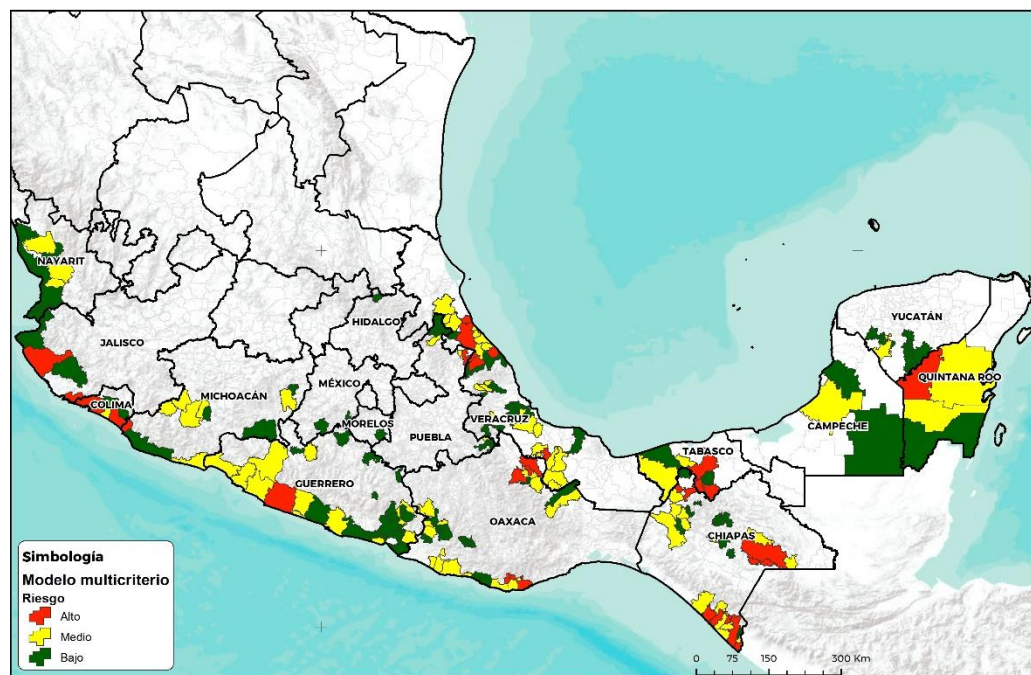 NAYARIT
JALISCO
COLIMA
MICHOACÁN
HIDALGO
MÉXICO
MORELOS
PUEBLA
VERACRUZ
GUERRERO
OAXACA
TABASCO
CHIAPAS
CAMPECHE
YUCATÁN
QUINTANA ROO
Simbología
Modelo multicriterio
Riesgo
Alto
Medio
Bajo
0 75 150 300 Km